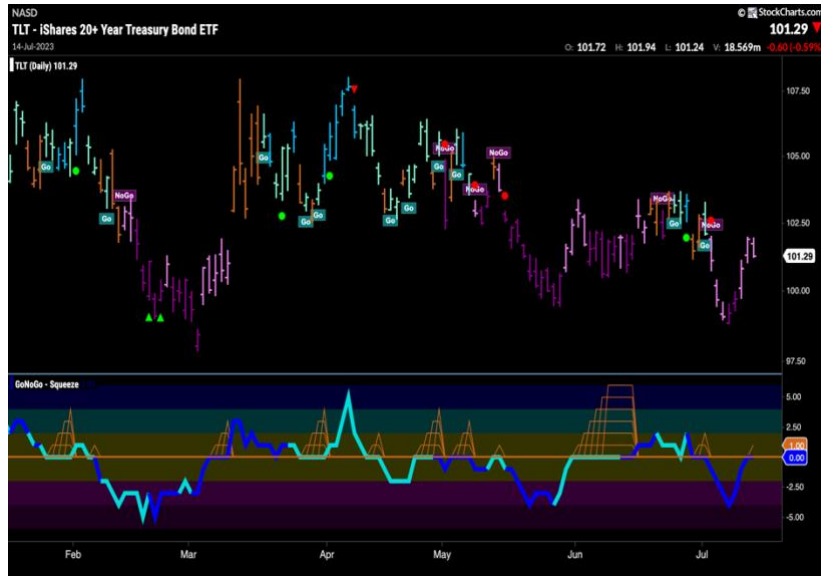 NASD
© StockCharts.com
TLT - iShares 20+ Year Treasury Bond ETF
101.29
14-Jul-2023
O: 101.72 H: 101.94 L: 101.24 V: 18.569m -0.60 (-0.59%)
TLT (Daily) 101.29
107.50
105.00
102.50
101.29
100.00
97.50
Go
Go
NoGo
Go
Go
Go
Go
Go
NoGo
Go
Go
NoGo
NoGo
NoGo
Go
NoGo
Go
GoNoGo - Squeeze
5.00
2.50
1.00
0.00
-2.50
-5.00
Feb
Mar
Apr
May
Jun
Jul